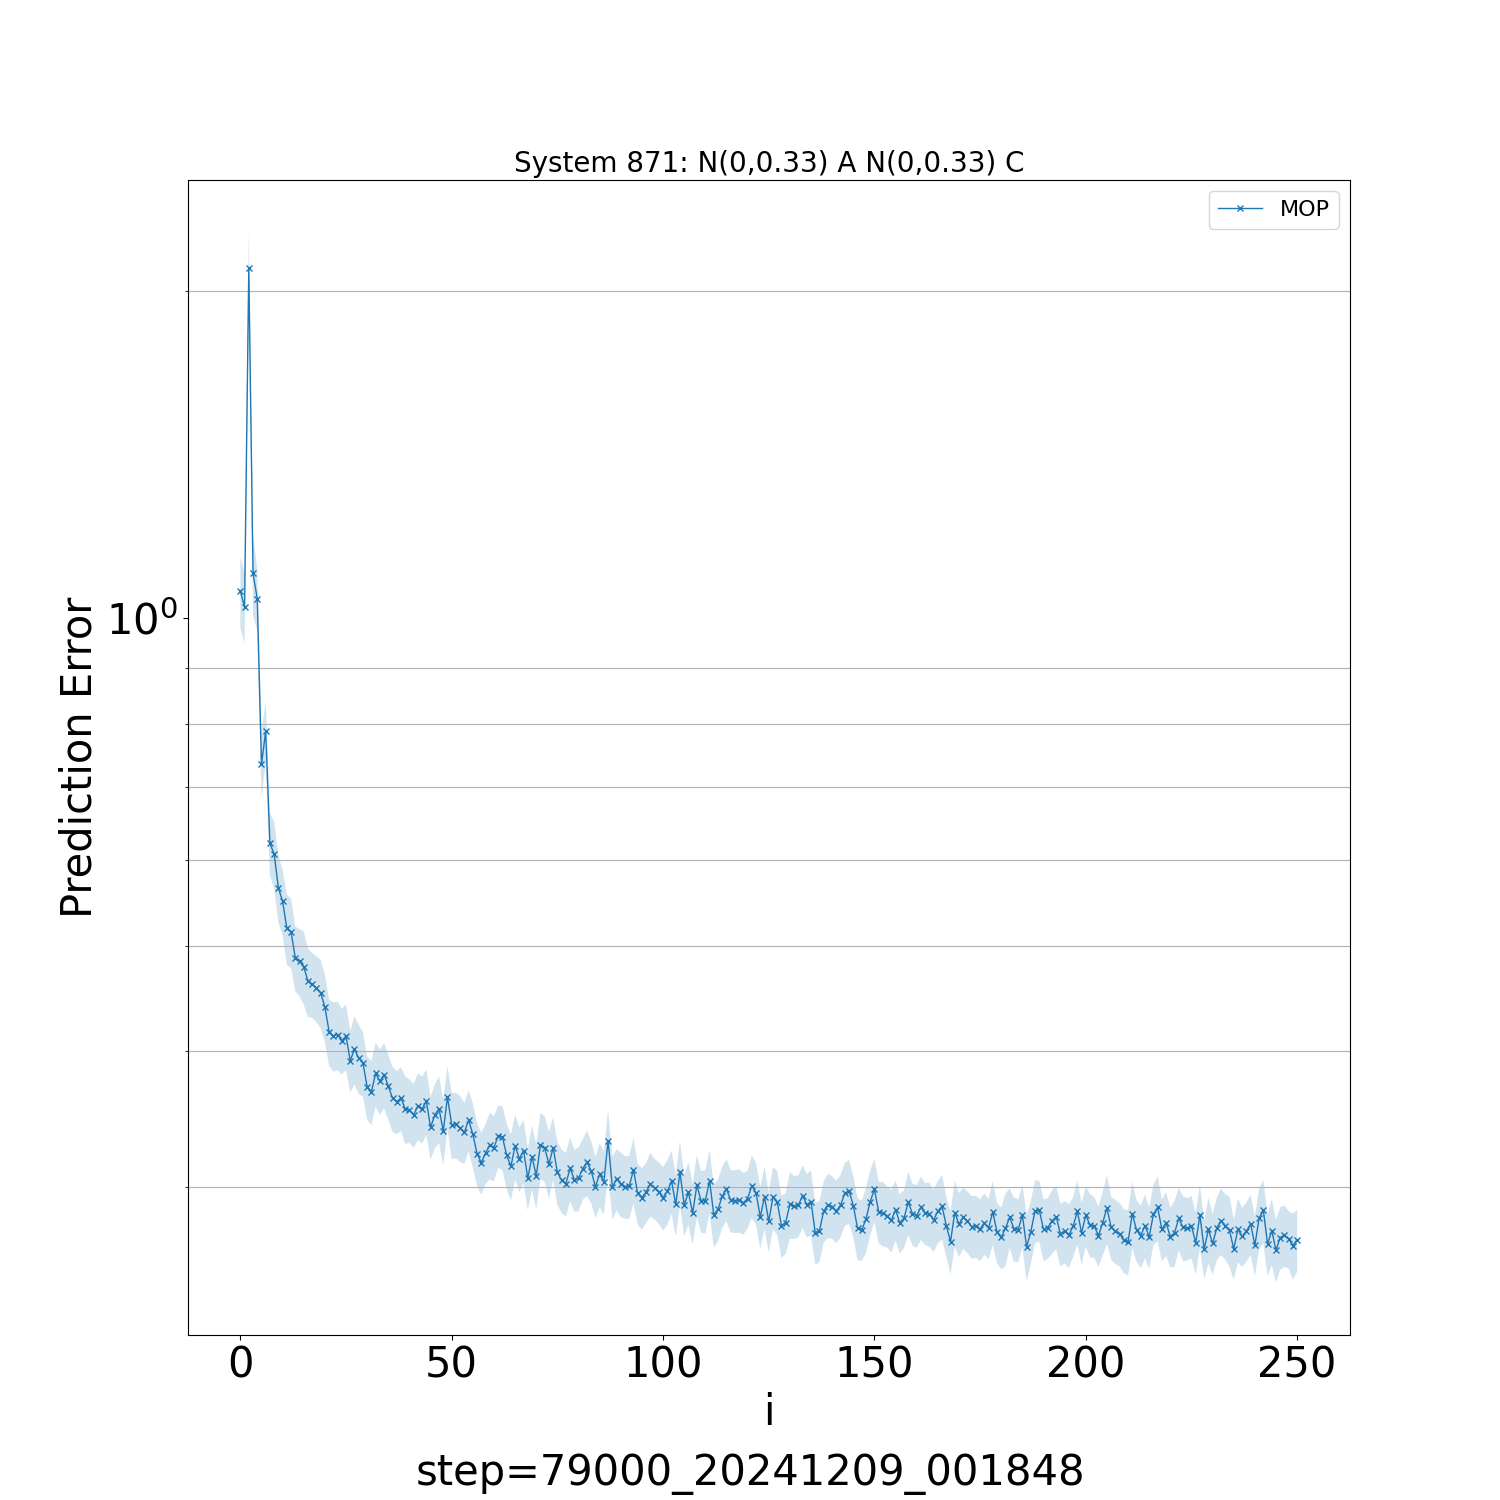 System 871: N(0,0.33) A N(0,0.33) C
MOP
Prediction Error
10⁰
0 50 100 150 200 250
i
step=79000_20241209_001848